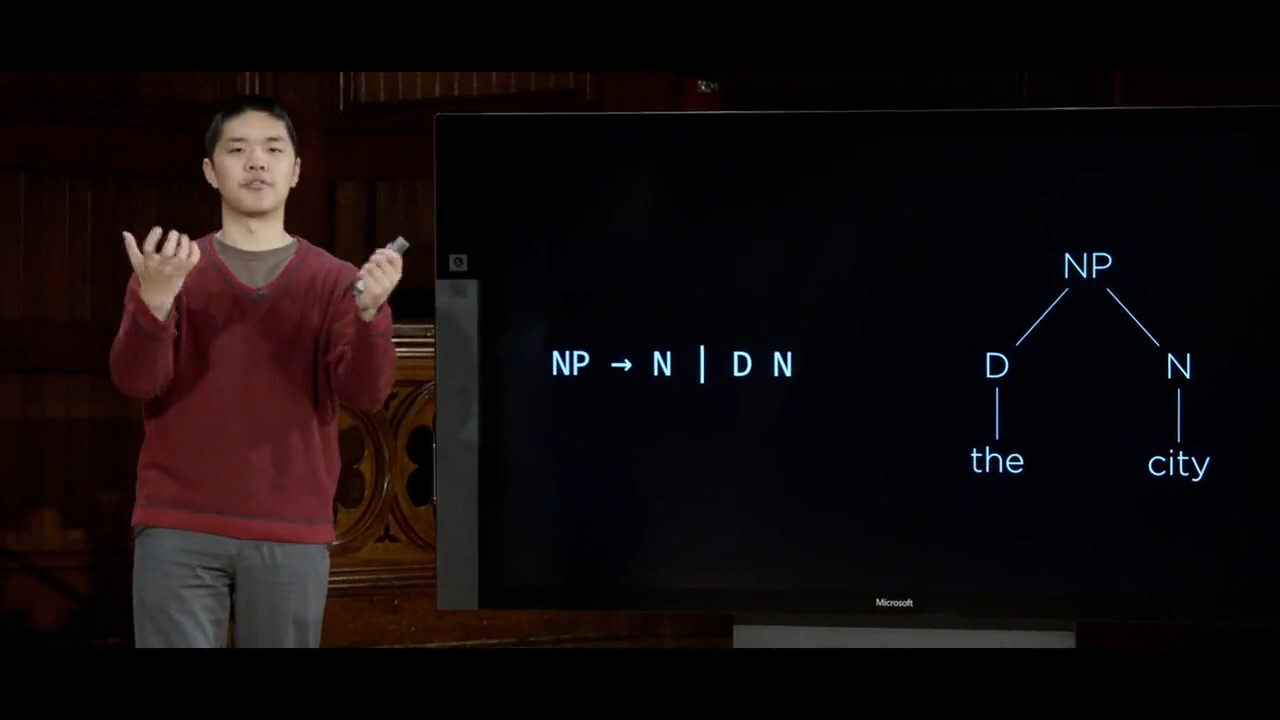 NP → N | D N
NP
D N
the city
Microsoft